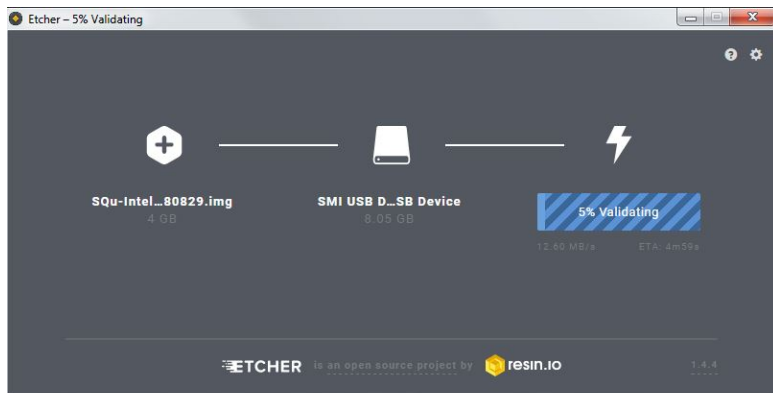 Etcher – 5% Validating
SQu-Intel...80829.img
4 GB
SMI USB D...SB Device
8.05 GB
5% Validating
12.60 MB/s
ETA: 4m59s
ETCHER is an open source project by resin.io
1.4.4